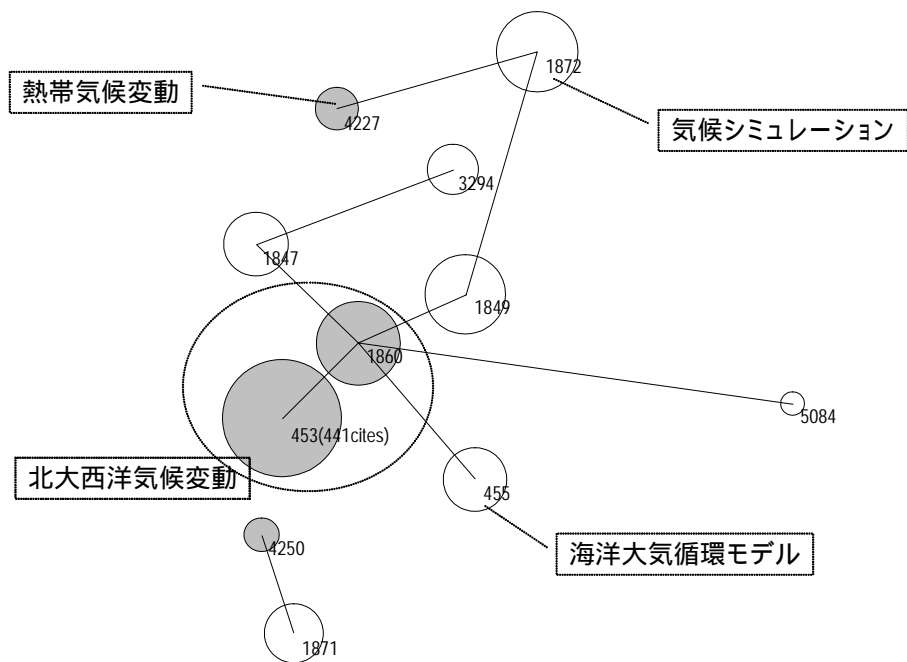 1872
熱帯気候変動
4227
気候シミュレーション
3294
1847
1849
1860
5084
453(441cites)
北大西洋気候変動
455
4250
海洋大気循環モデル
1871